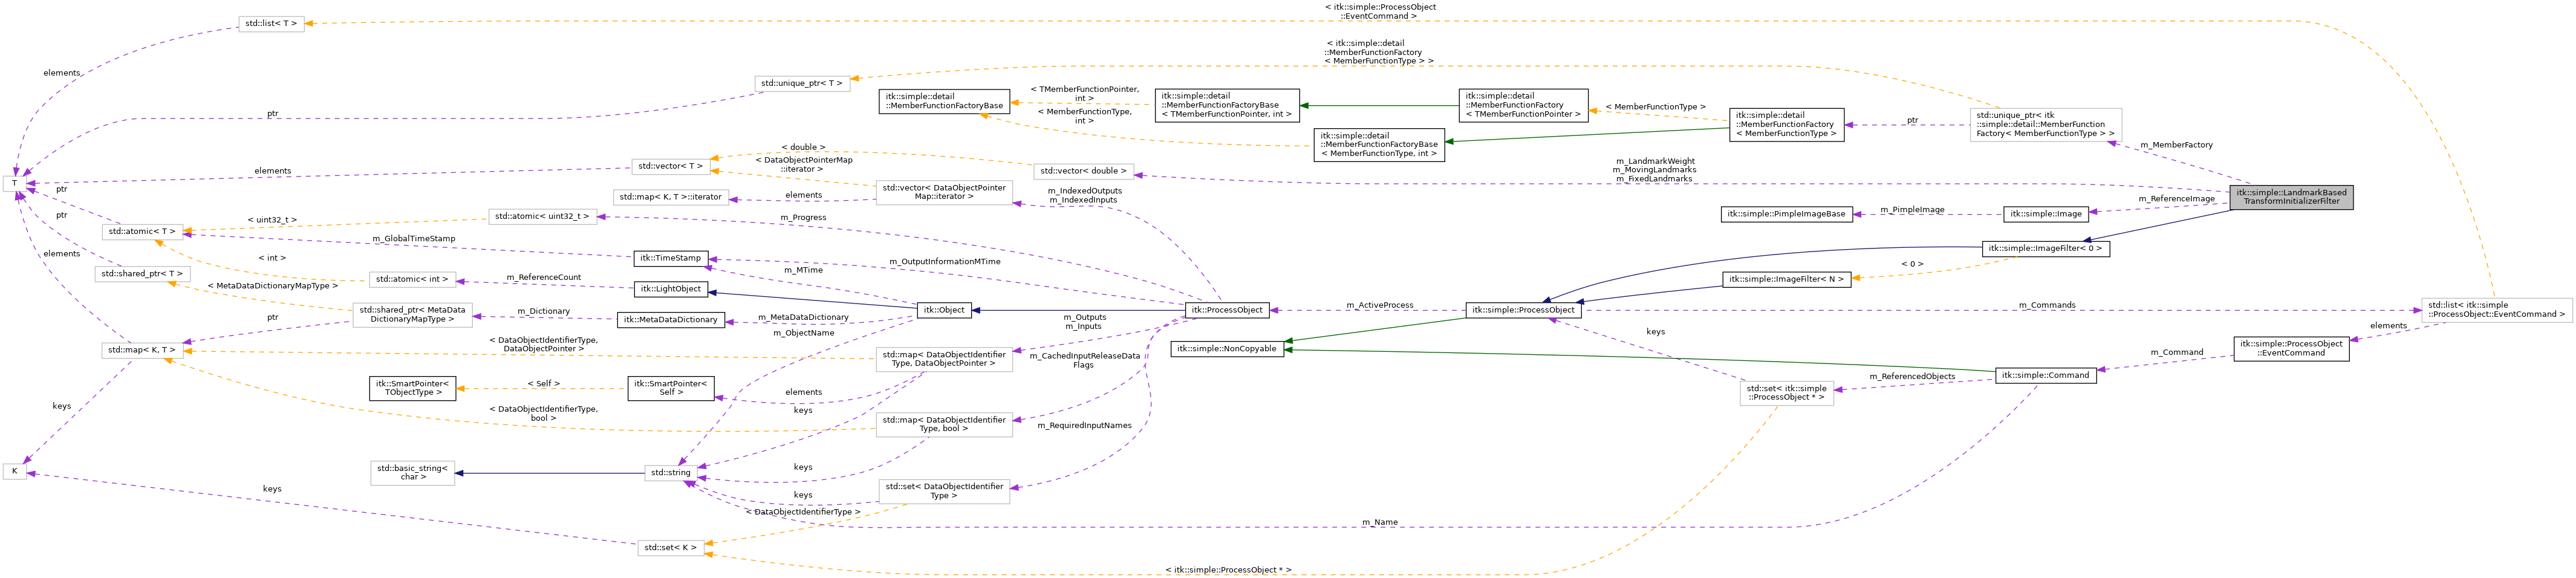 < itk::simple::ProcessObject
::EventCommand >
std::list< T >
< itk::simple::detail
::MemberFunctionFactory
< MemberFunctionType > >
elements
std::unique_ptr< T >
itk::simple::detail
::MemberFunctionFactoryBase
< TMemberFunctionPointer,
int >
itk::simple::detail
::MemberFunctionFactoryBase
< TMemberFunctionPointer, int >
itk::simple::detail
::MemberFunctionFactory
< TMemberFunctionPointer >
< MemberFunctionType >
itk::simple::detail
::MemberFunctionFactory
< MemberFunctionType >
ptr
std::unique_ptr< itk
::simple::detail::MemberFunction
Factory< MemberFunctionType > >
ptr
< MemberFunctionType,
int >
itk::simple::detail
::MemberFunctionFactoryBase
< MemberFunctionType, int >
m_MemberFactory
< double >
< DataObjectPointerMap
::iterator >
std::vector< T >
elements
std::vector< double >
m_LandmarkWeight
m_MovingLandmarks
m_FixedLandmarks
T
ptr
std::map< K, T >::iterator
elements
std::vector< DataObjectPointer
Map::iterator >
m_IndexedOutputs
m_IndexedInputs
itk::simple::LandmarkBased
TransformInitializerFilter
m_ReferenceImage
itk::simple::PimpleImageBase
m_PimpleImage
itk::simple::Image
ptr
< uint32_t >
std::atomic< uint32_t >
m_Progress
std::atomic< T >
m_GlobalTimeStamp
itk::simple::ImageFilter< 0 >
elements
< int >
itk::TimeStamp
m_OutputInformationMTime
< 0 >
std::shared_ptr< T >
m_MTime
std::atomic< int >
m_ReferenceCount
itk::LightObject
itk::simple::ImageFilter< N >
< MetaDataDictionaryMapType >
std::shared_ptr< MetaData
DictionaryMapType >
m_Dictionary
itk::MetaDataDictionary
m_MetaDataDictionary
itk::Object
itk::ProcessObject
m_ActiveProcess
itk::simple::ProcessObject
m_Commands
std::list< itk::simple
::ProcessObject::EventCommand >
ptr
m_ObjectName
m_Outputs
m_Inputs
keys
elements
std::map< K, T >
< DataObjectIdentifierType,
DataObjectPointer >
std::map< DataObjectIdentifier
Type, DataObjectPointer >
m_CachedInputReleaseData
Flags
itk::simple::NonCopyable
itk::simple::ProcessObject
::EventCommand
m_Command
itk::SmartPointer<
TObjectType >
< Self >
itk::SmartPointer<
Self >
elements
std::set< itk::simple
::ProcessObject * >
m_ReferencedObjects
itk::simple::Command
keys
< DataObjectIdentifierType,
bool >
keys
std::map< DataObjectIdentifier
Type, bool >
m_RequiredInputNames
K
std::basic_string<
char >
std::string
keys
keys
keys
std::set< DataObjectIdentifier
Type >
< DataObjectIdentifierType >
m_Name
std::set< K >
< itk::simple::ProcessObject * >